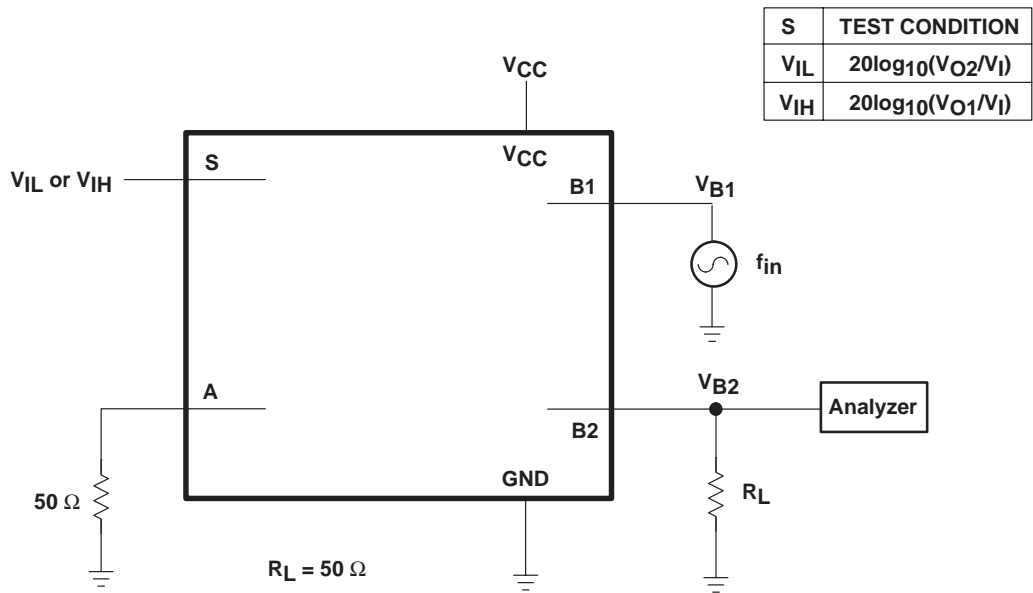 S TEST CONDITION
VIL 20log10(VO2/VI)
VIH 20log10(VO1/VI)
VCC
VCC
S
VIL or VIH
B1
VB1
fin
A
VB2
B2
Analyzer
GND
50 Ω
RL
RL = 50 Ω